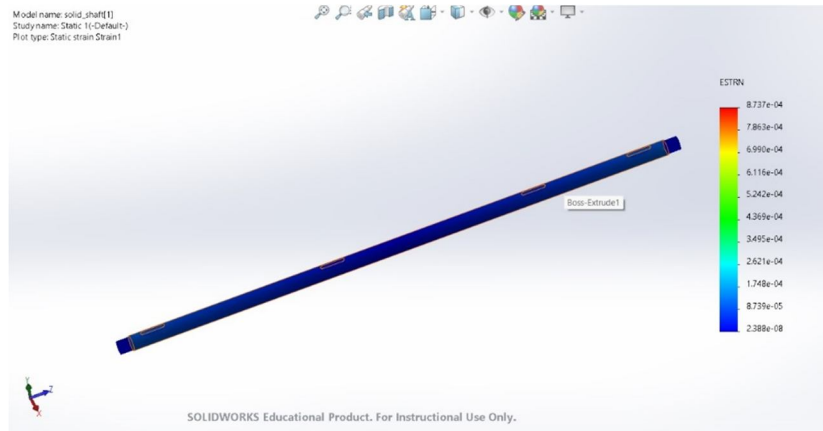 Model name: solid_shaft[1]
Study name: Static 1(-Default-)
Plot type: Static strain Strain1
ESTRN
8.737e-04
7.863e-04
6.990e-04
6.116e-04
5.242e-04
4.369e-04
3.495e-04
2.621e-04
1.748e-04
8.739e-05
2.388e-08
Boss-Extrude1
Y
Z
X
SOLIDWORKS Educational Product. For Instructional Use Only.